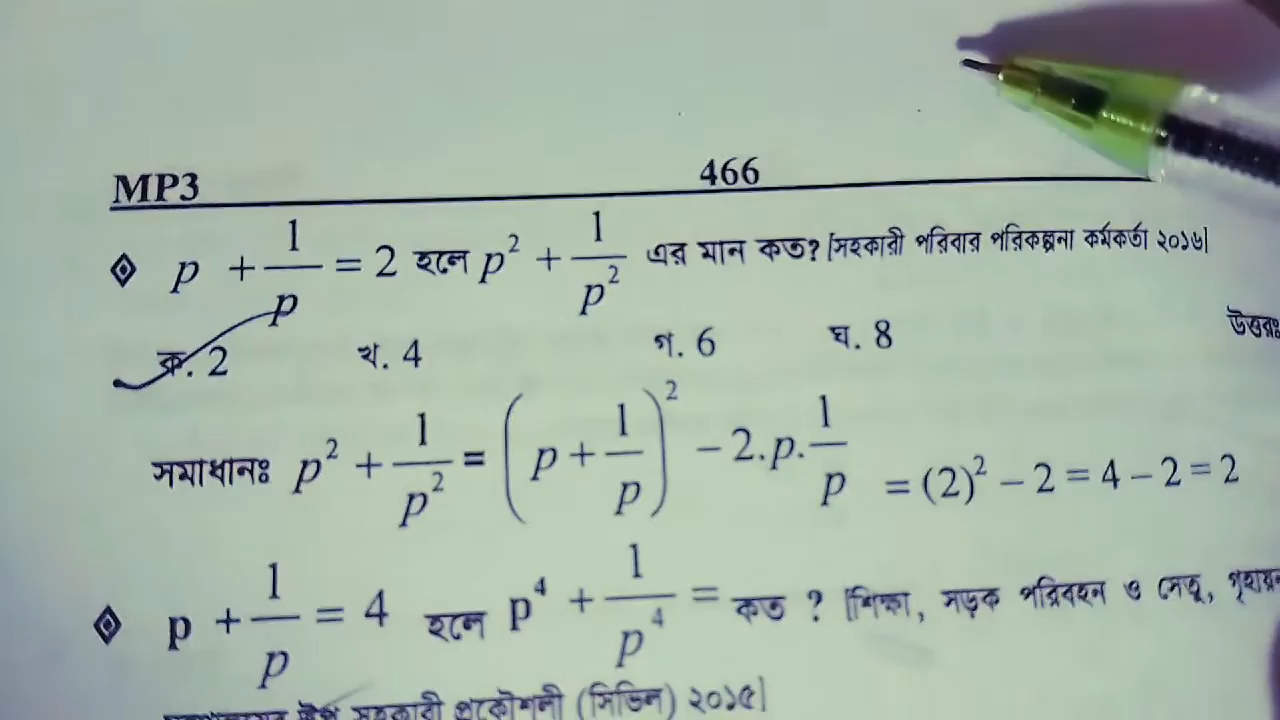 MP3 466
p + 1/p = 2 হলে p² + 1/p² এর মান কত? [সহকারী পরিবার পরিকল্পনা কর্মকর্তা ২০১৬]
ক. 2 খ. 4 গ. 6 ঘ. 8 উত্তরঃ
সমাধানঃ p² + 1/p² = (p + 1/p)² − 2.p.1/p = (2)² − 2 = 4 − 2 = 2
p + 1/p = 4 হলে p⁴ + 1/p⁴ = কত ? [শিক্ষা, সড়ক পরিবহন ও সেতু,
সহকারী প্রকৌশলী (সিভিল) ২০১৫]